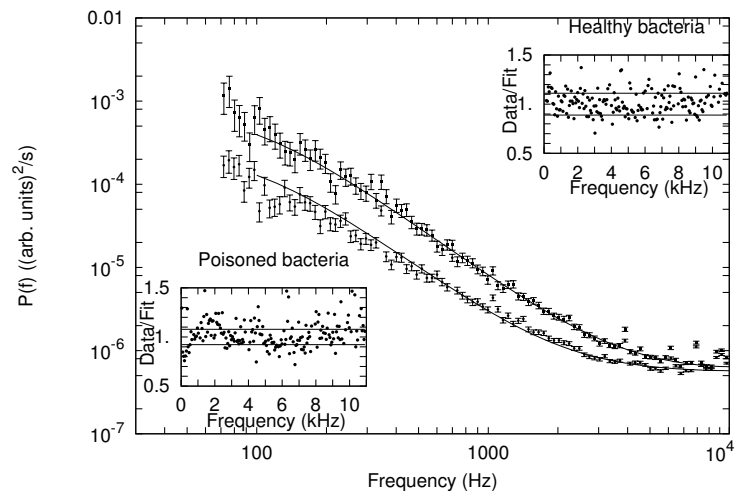 0.01
Healthy bacteria
1.5
1.
0.5
Data/Fit
0 2 4 6 8 10
Frequency (kHz)
10^-3
10^-4
10^-5
10^-6
10^-7
P(f) ((arb. units)^2/s)
Poisoned bacteria
1.5
1.
0.5
Data/Fit
0 2 4 6 8 10
Frequency (kHz)
100 1000 10^4
Frequency (Hz)